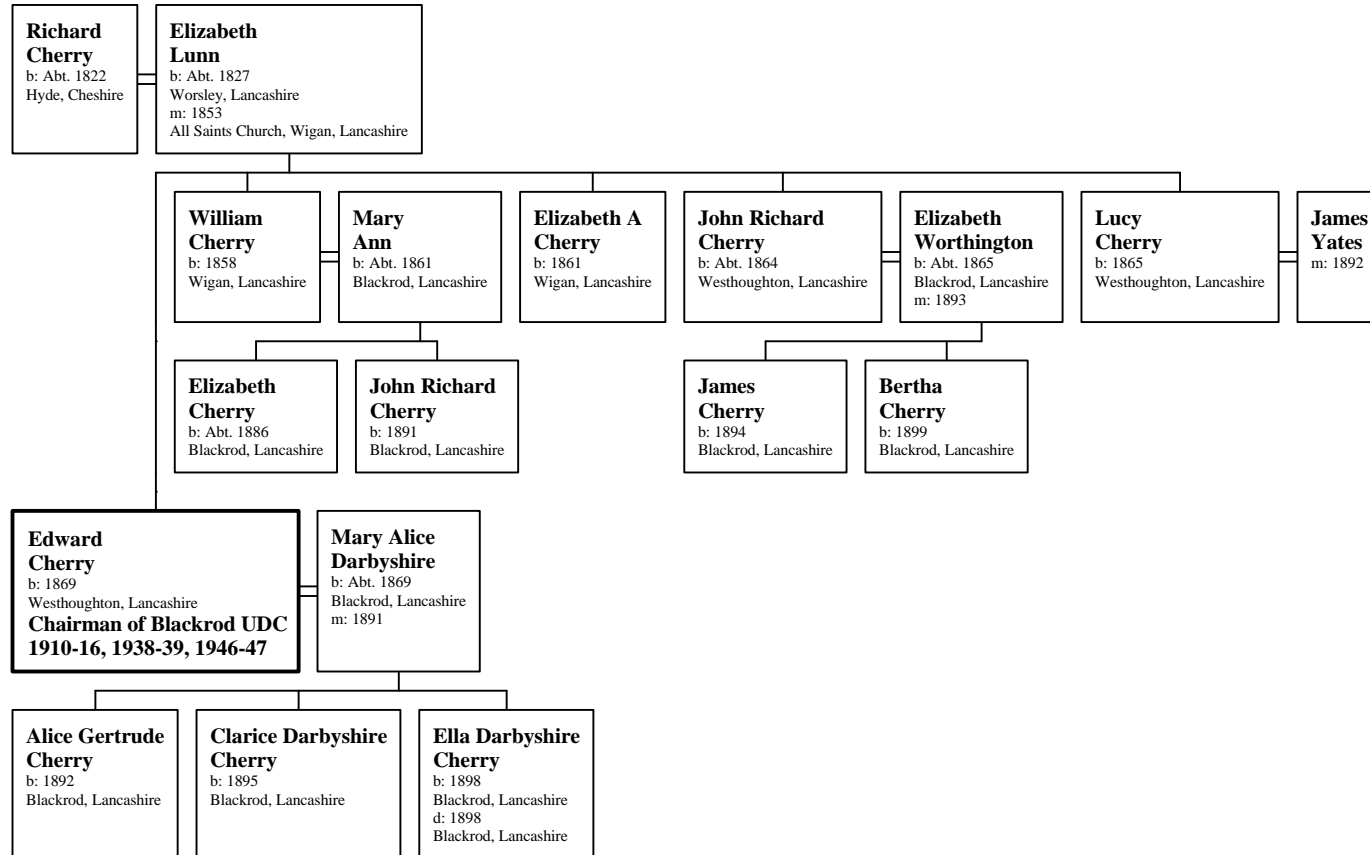 Richard
Cherry
b: Abt. 1822
Hyde, Cheshire
Elizabeth
Lunn
b: Abt. 1827
Worsley, Lancashire
m: 1853
All Saints Church, Wigan, Lancashire
William
Cherry
b: 1858
Wigan, Lancashire
Mary
Ann
b: Abt. 1861
Blackrod, Lancashire
Elizabeth A
Cherry
b: 1861
Wigan, Lancashire
John Richard
Cherry
b: Abt. 1864
Westhoughton, Lancashire
Elizabeth
Worthington
b: Abt. 1865
Blackrod, Lancashire
m: 1893
Lucy
Cherry
b: 1865
Westhoughton, Lancashire
James
Yates
m: 1892
Elizabeth
Cherry
b: Abt. 1886
Blackrod, Lancashire
John Richard
Cherry
b: 1891
Blackrod, Lancashire
James
Cherry
b: 1894
Blackrod, Lancashire
Bertha
Cherry
b: 1899
Blackrod, Lancashire
Edward
Cherry
b: 1869
Westhoughton, Lancashire
Chairman of Blackrod UDC
1910-16, 1938-39, 1946-47
Mary Alice
Darbyshire
b: Abt. 1869
Blackrod, Lancashire
m: 1891
Alice Gertrude
Cherry
b: 1892
Blackrod, Lancashire
Clarice Darbyshire
Cherry
b: 1895
Blackrod, Lancashire
Ella Darbyshire
Cherry
b: 1898
Blackrod, Lancashire
d: 1898
Blackrod, Lancashire